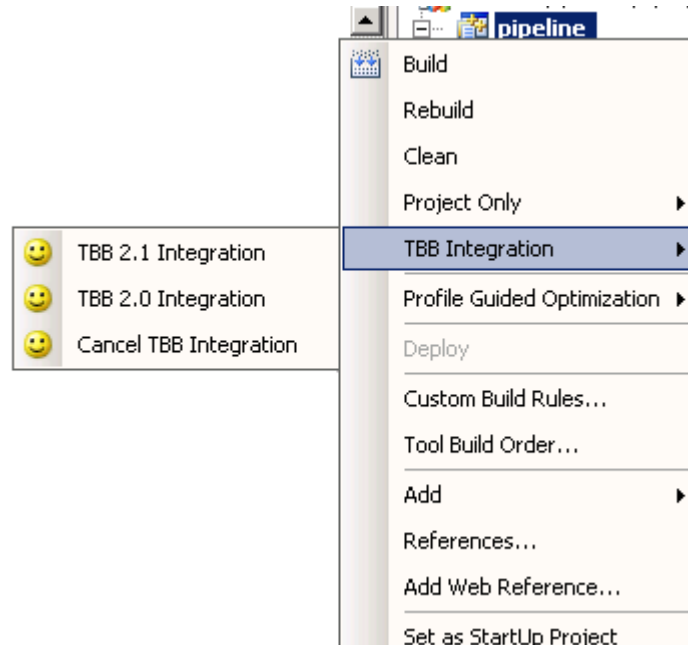 pipeline
Build
Rebuild
Clean
Project Only
TBB Integration
TBB 2.1 Integration
TBB 2.0 Integration
Cancel TBB Integration
Profile Guided Optimization
Deploy
Custom Build Rules...
Tool Build Order...
Add
References...
Add Web Reference...
Set as StartUp Project